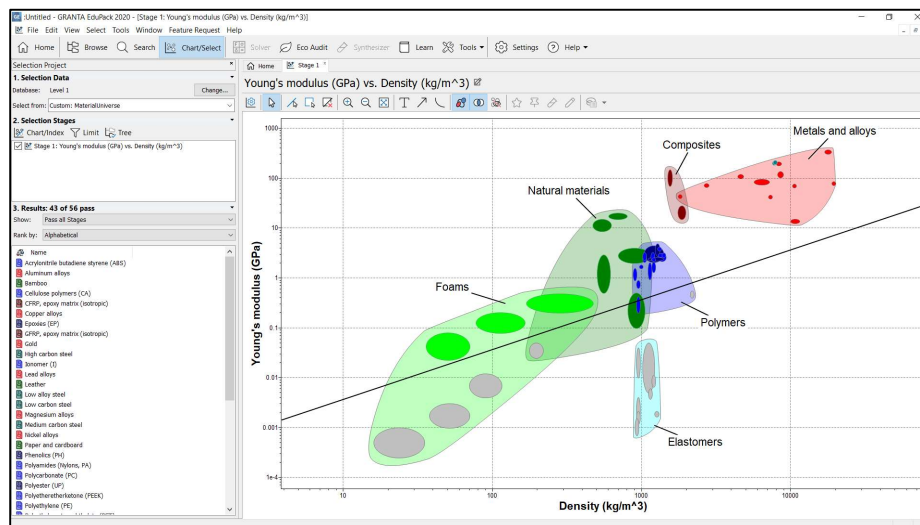 :Untitled - GRANTA EduPack 2020 - [Stage 1: Young's modulus (GPa) vs. Density (kg/m^3)]
File Edit View Select Tools Window Feature Request Help
Home Browse Search Chart/Select Solver Eco Audit Synthesizer Learn Tools Settings Help
Selection Project
1. Selection Data
Database: Level 1 Change...
Select from: Custom: MaterialUniverse
2. Selection Stages
Chart/Index Limit Tree
Stage 1: Young's modulus (GPa) vs. Density (kg/m^3)
3. Results: 43 of 56 pass
Show: Pass all Stages
Rank by: Alphabetical
Name
Acrylonitrile butadiene styrene (ABS)
Aluminum alloys
Bamboo
Cellulose polymers (CA)
CFRP, epoxy matrix (isotropic)
Copper alloys
Epoxies (EP)
GFRP, epoxy matrix (isotropic)
Gold
High carbon steel
Ionomer (I)
Lead alloys
Leather
Low alloy steel
Low carbon steel
Magnesium alloys
Medium carbon steel
Nickel alloys
Paper and cardboard
Phenolics (PH)
Polyamides (Nylons, PA)
Polycarbonate (PC)
Polyester (UP)
Polyetheretherketone (PEEK)
Polyethylene (PE)
Home Stage 1
Young's modulus (GPa) vs. Density (kg/m^3)
Young's modulus (GPa)
1000
100
10
1
0.1
0.01
0.001
1e-4
Metals and alloys
Composites
Natural materials
Foams
Polymers
Elastomers
10 100 1000 10000
Density (kg/m^3)